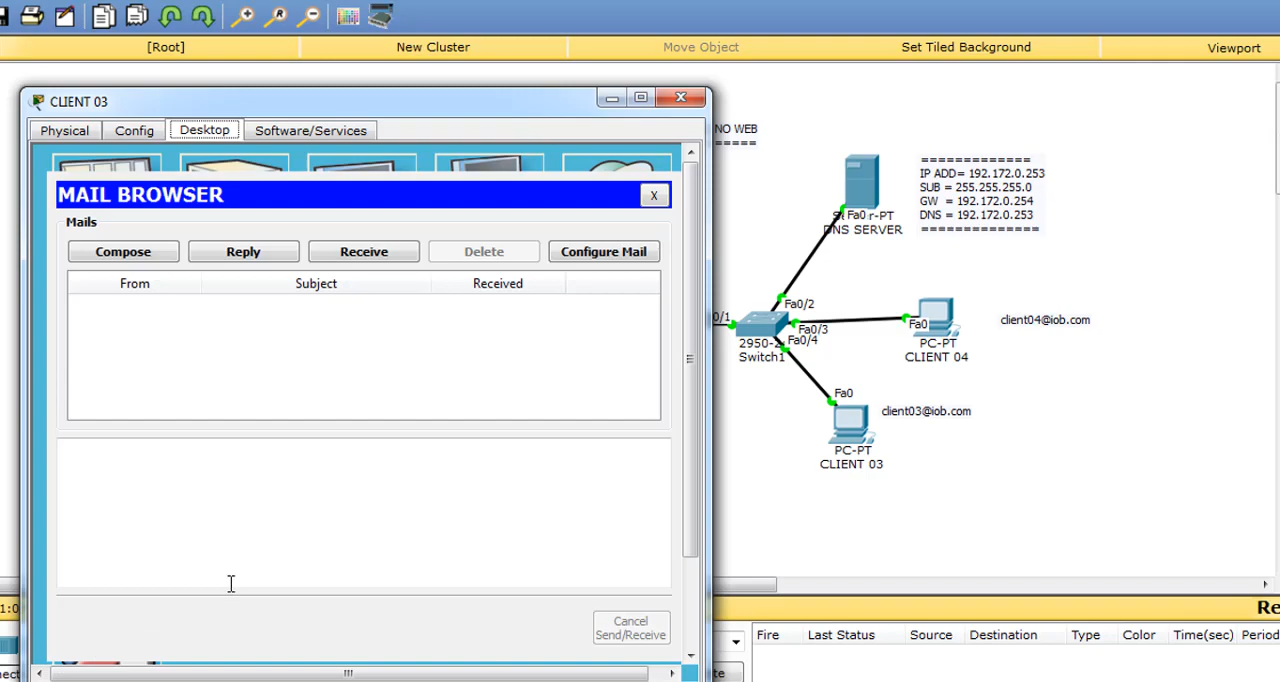 [Root]
New Cluster
Move Object
Set Tiled Background
Viewport
CLIENT 03
Physical
Config
Desktop
Software/Services
MAIL BROWSER
X
Mails
Compose
Reply
Receive
Delete
Configure Mail
From
Subject
Received
Cancel
Send/Receive
NO WEB
=====
Fa0
DNS SERVER
=============
IP ADD= 192.172.0.253
SUB = 255.255.255.0
GW = 192.172.0.254
DNS = 192.172.0.253
==============
Fa0/2
0/1
Fa0/3
Fa0/4
Switch1
Fa0
PC-PT
CLIENT 04
client04@iob.com
Fa0
client03@iob.com
PC-PT
CLIENT 03
Fire
Last Status
Source
Destination
Type
Color
Time(sec)